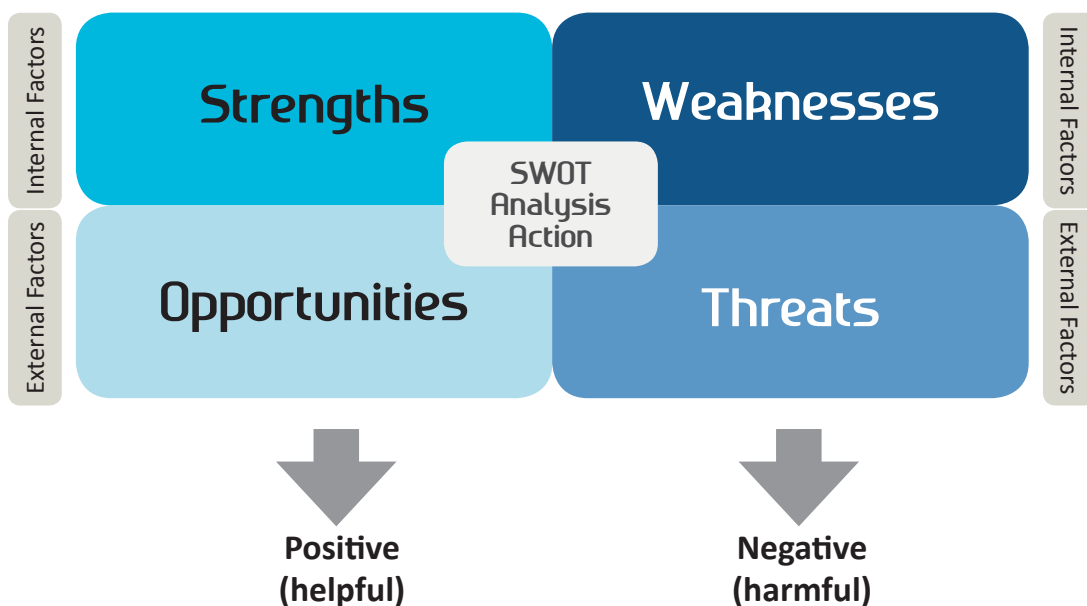 Internal Factors
Strengths
Weaknesses
Internal Factors
SWOT
Analysis
Action
External Factors
Opportunities
Threats
External Factors
Positive
(helpful)
Negative
(harmful)